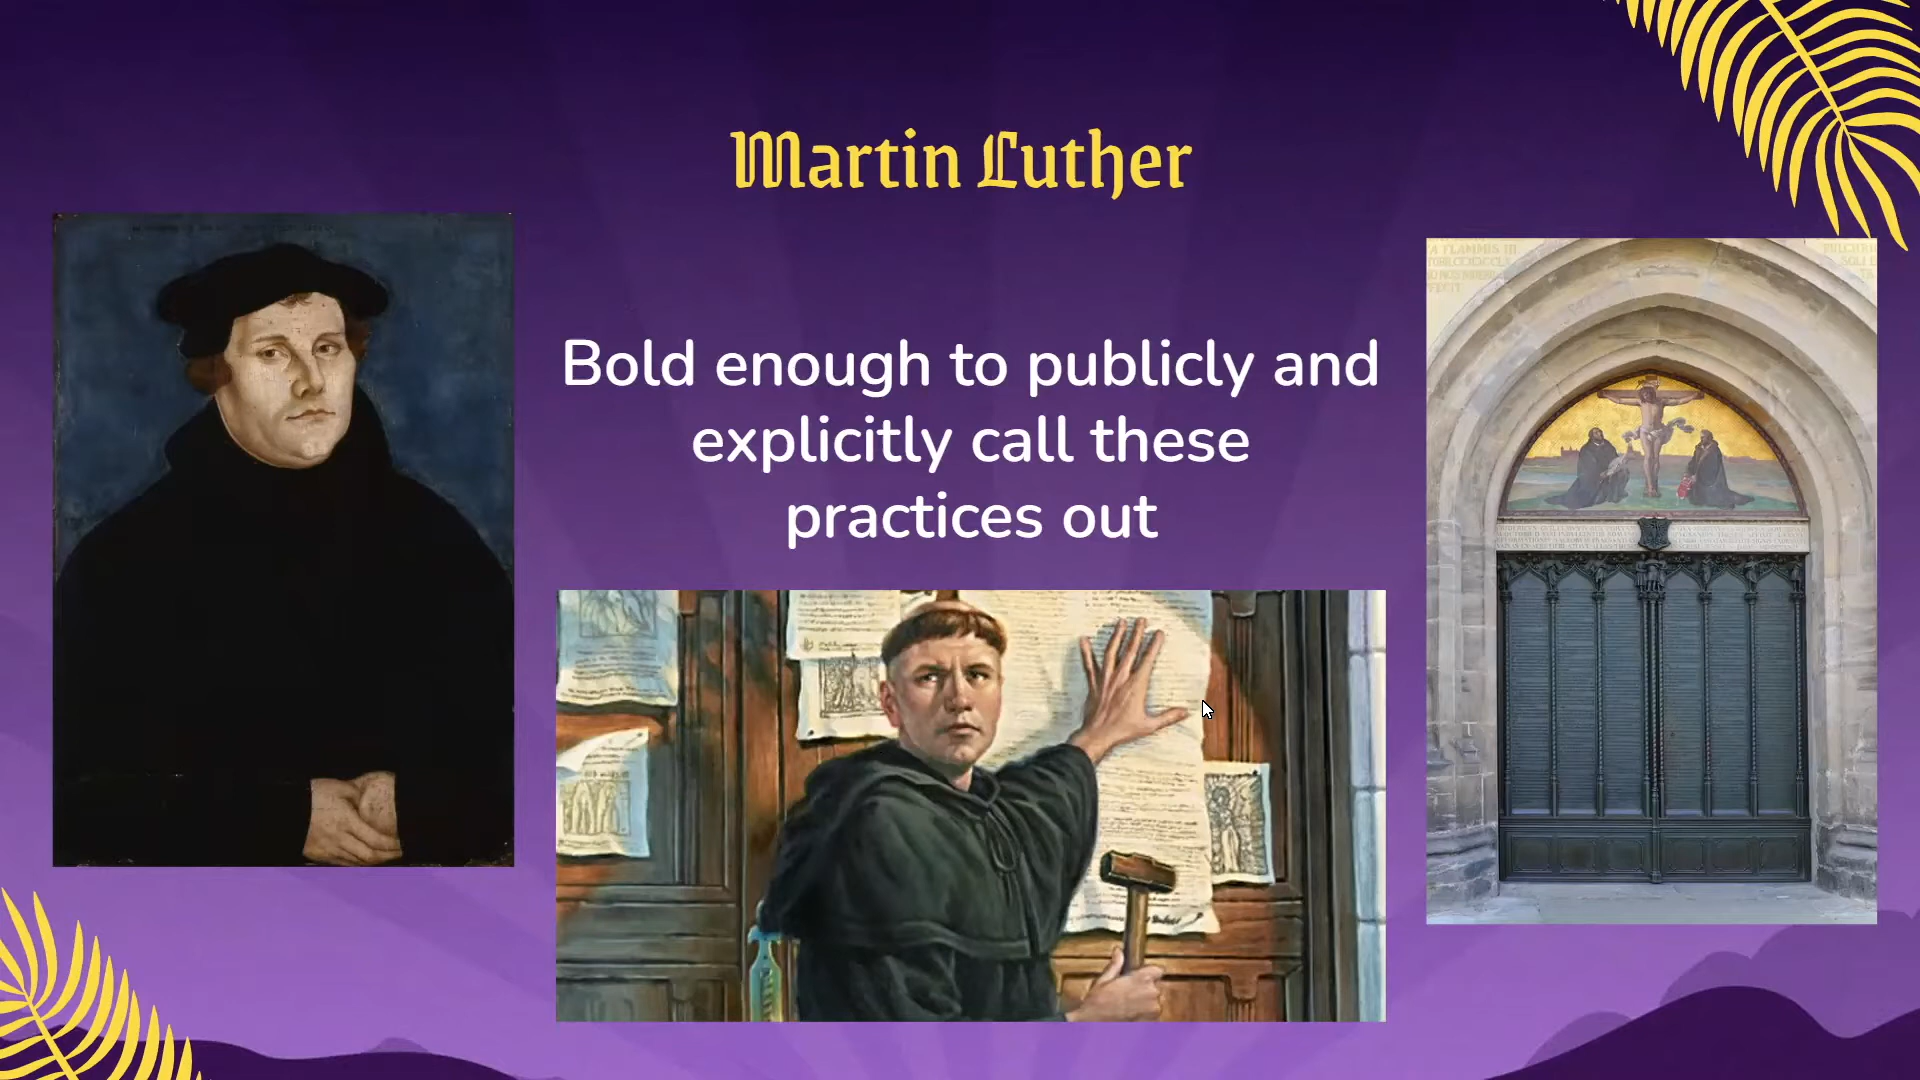 Martin Luther
Bold enough to publicly and
explicitly call these
practices out